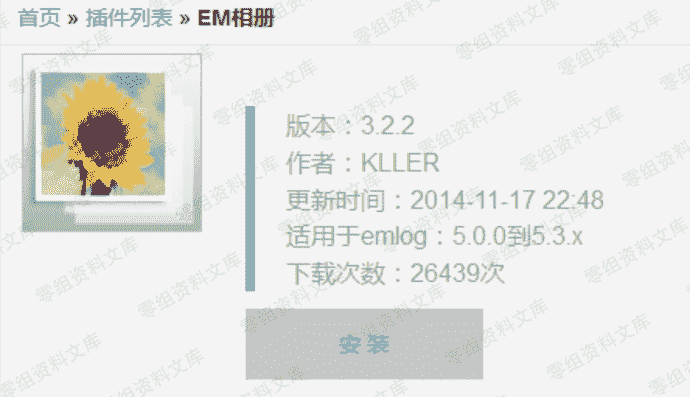 首页 » 插件列表 » EM相册
版本：3.2.2
作者：KLLER
更新时间：2014-11-17 22:48
适用于emlog：5.0.0到5.3.x
下载次数：26439次
安装
零组资料文库